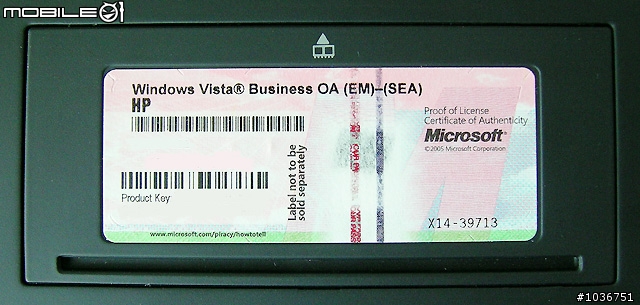 MOBILE01
Windows Vista® Business OA (EM)–(SEA)
HP
Proof of License
Certificate of Authenticity
Microsoft®
©2005 Microsoft Corporation
Label not to be
sold separately
Product Key
X14-39713
www.microsoft.com/piracy/howtotell
#1036751